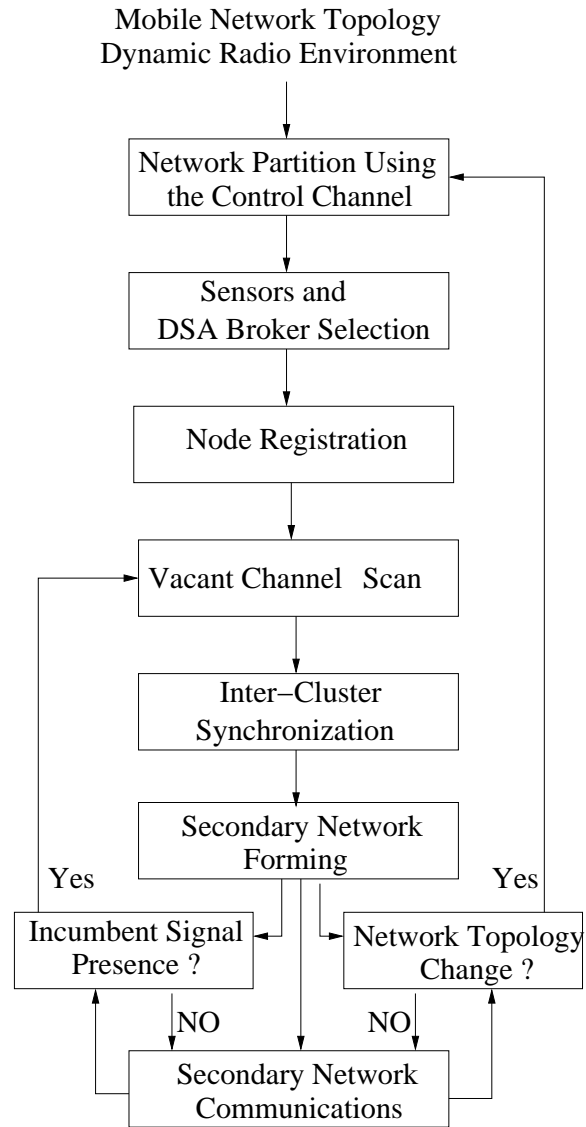 Mobile Network Topology
Dynamic Radio Environment
Network Partition Using
the Control Channel
Sensors and
DSA Broker Selection
Node Registration
Vacant Channel Scan
Inter−Cluster
Synchronization
Secondary Network
Forming
Yes
Yes
Incumbent Signal
Presence ?
Network Topology
Change ?
NO
NO
Secondary Network
Communications